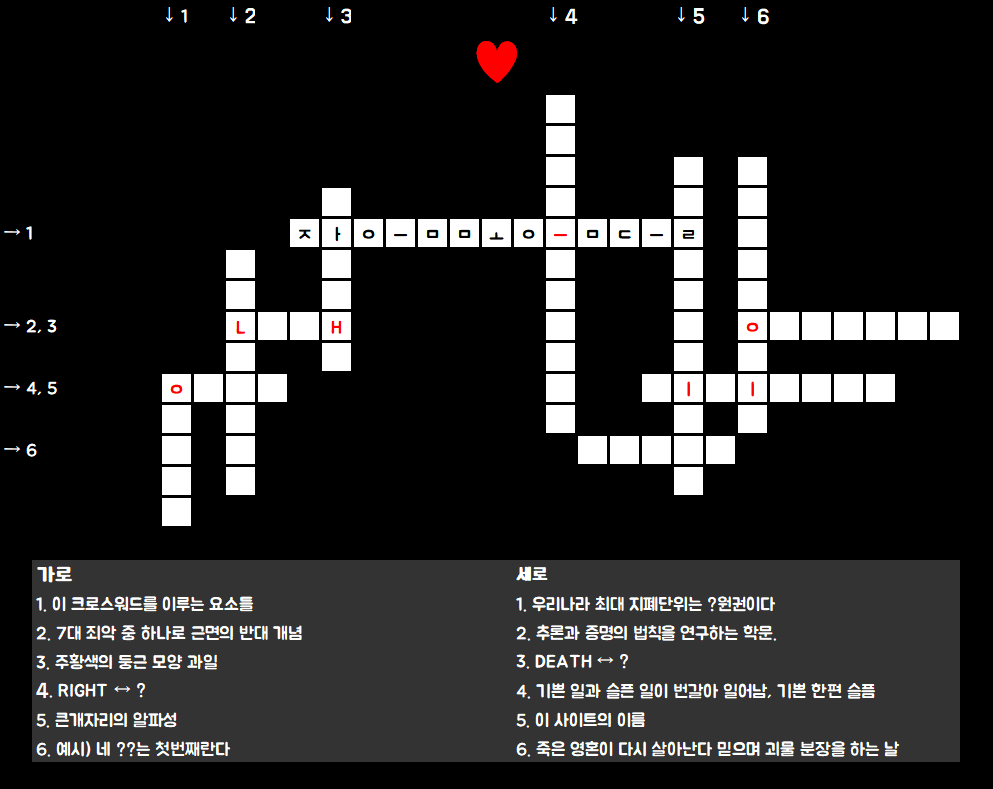 ↓ 1 ↓ 2 ↓ 3 ↓ 4 ↓ 5 ↓ 6
→ 1 ㅈ ㅏ ㅇ ㅡ ㅁ ㅁ ㅗ ㅇ ㅡ ㅁ ㄷ ㅡ ㄹ
→ 2, 3 ㄴ ㅐ ㅇ
→ 4, 5 ㅇ ㅣ ㅣ
→ 6
가로
1. 이 크로스워드를 이루는 요소들
2. 7대 죄악 중 하나로 근면의 반대 개념
3. 주황색의 둥근 모양 과일
4. RIGHT ↔ ?
5. 큰개자리의 알파성
6. 예시) 네 ??는 첫번째란다
세로
1. 우리나라 최대 지폐단위는 ?원권이다
2. 추론과 증명의 법칙을 연구하는 학문.
3. DEATH ↔ ?
4. 기쁜 일과 슬픈 일이 번갈아 일어남, 기쁜 한편 슬픔
5. 이 사이트의 이름
6. 죽은 영혼이 다시 살아난다 믿으며 괴물 분장을 하는 날